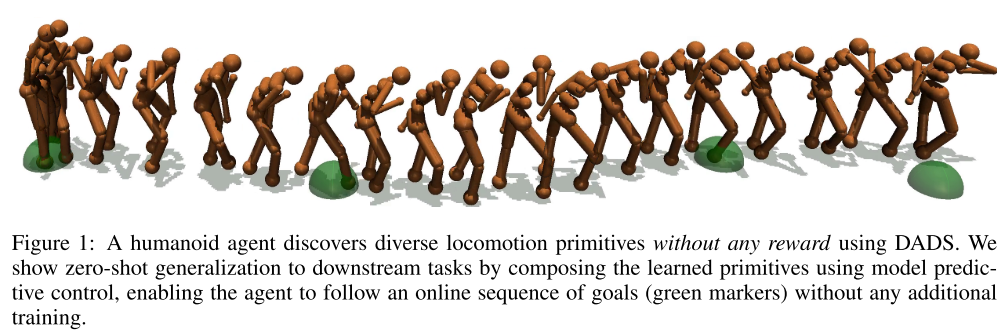 Figure 1: A humanoid agent discovers diverse locomotion primitives without any reward using DADS. We
show zero-shot generalization to downstream tasks by composing the learned primitives using model predic-
tive control, enabling the agent to follow an online sequence of goals (green markers) without any additional
training.